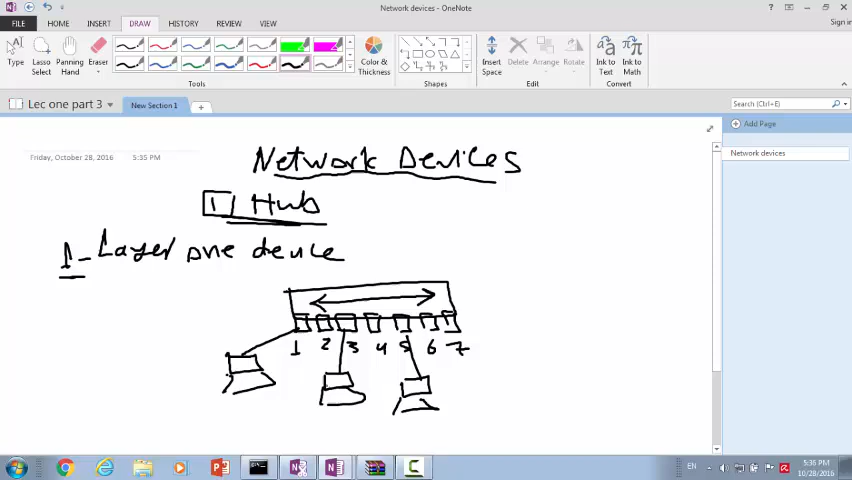 Network devices - OneNote
FILE HOME INSERT DRAW HISTORY REVIEW VIEW
Sign in
Type Lasso Select Panning Hand Eraser Color & Thickness Insert Space Delete Arrange Rotate Ink to Text Ink to Math
Tools Shapes Edit Convert
Lec one part 3 New Section 1
Search (Ctrl+E)
Add Page
Network devices
Friday, October 28, 2016 5:35 PM
Network Devices
1 Hub
1- Layer one device
1 2 3 4 5 6 7
EN 5:36 PM
10/28/2016